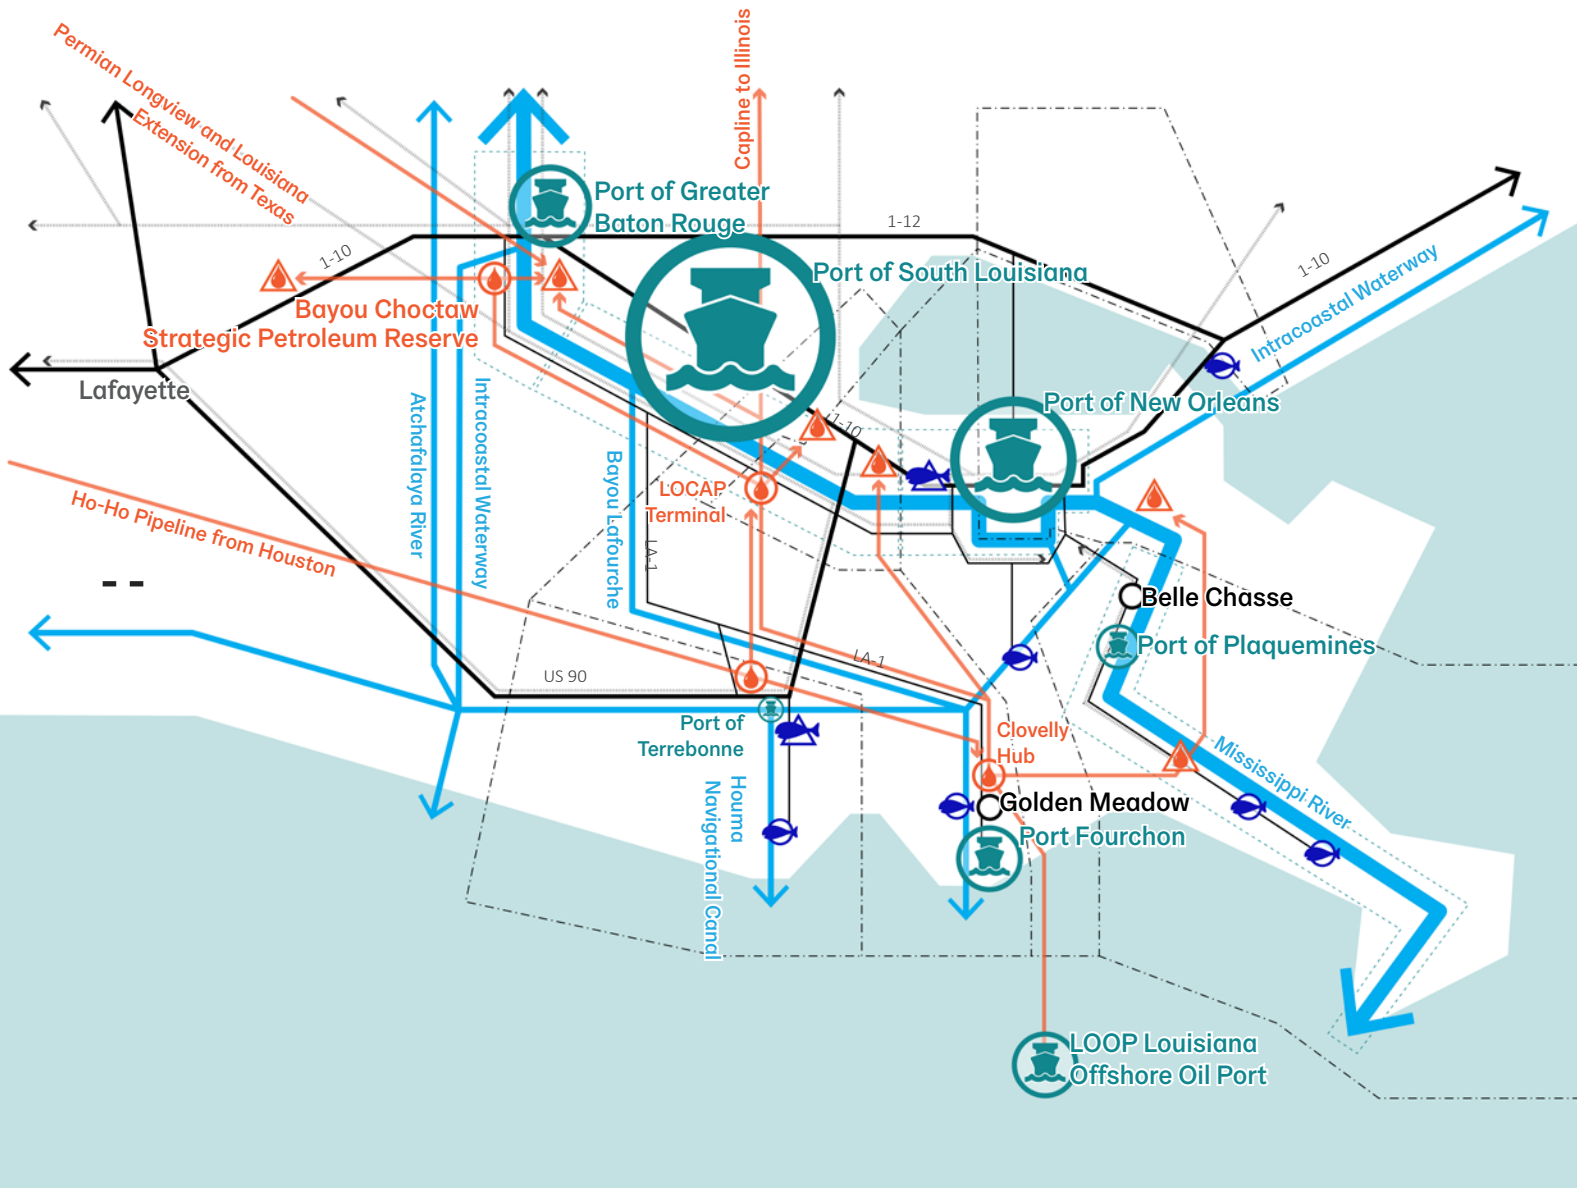 Permian Longview and Louisiana
Extension from Texas
Capline to Illinois
Port of Greater
Baton Rouge
1-12
1-10
1-10
Port of South Louisiana
Intracoastal Waterway
Bayou Choctaw
Strategic Petroleum Reserve
Lafayette
Port of New Orleans
1-10
Atchafalaya River
Intracoastal Waterway
Bayou Lafourche
LOCAP
Terminal
Ho-Ho Pipeline from Houston
LA-1
--
Belle Chasse
Port of Plaquemines
LA-1
US 90
Port of
Terrebonne
Clovelly
Hub
Mississippi River
Houma
Navigational Canal
Golden Meadow
Port Fourchon
LOOP Louisiana
Offshore Oil Port